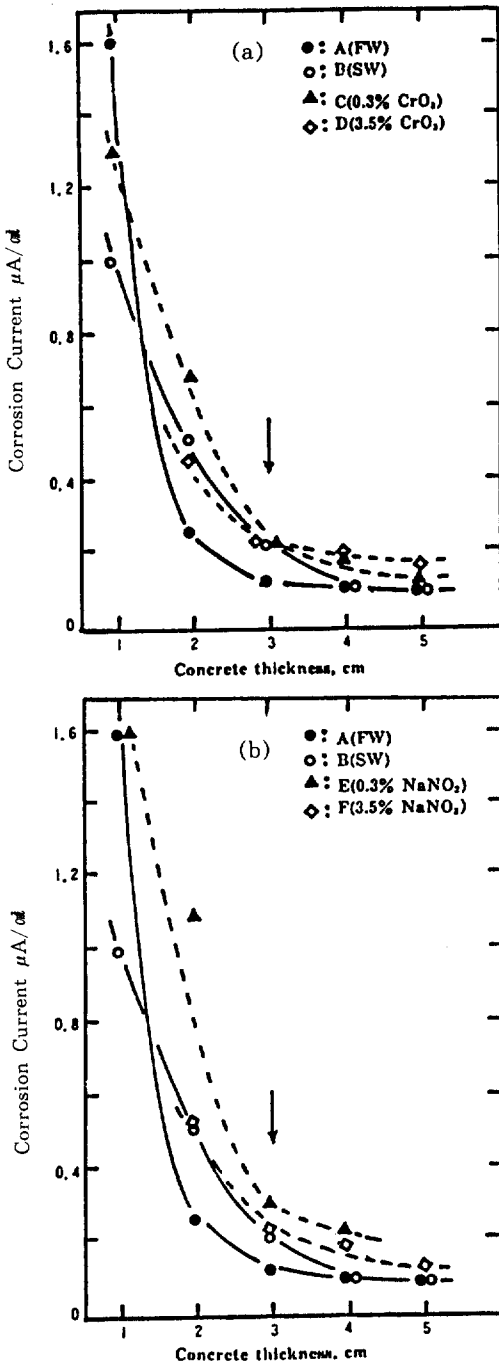 1.6
(a)
●: A(FW)
○: B(SW)
▲: C(0.3% CrO₃)
◇: D(3.5% CrO₃)
1.2
0.8
0.4
0
Corrosion Current μA/㎠
1 2 3 4 5
Concrete thickness, cm
1.6
(b)
●: A(FW)
○: B(SW)
▲: E(0.3% NaNO₂)
◇: F(3.5% NaNO₂)
1.2
0.8
0.4
0
Corrosion Current μA/㎠
1 2 3 4 5
Concrete thickness, cm